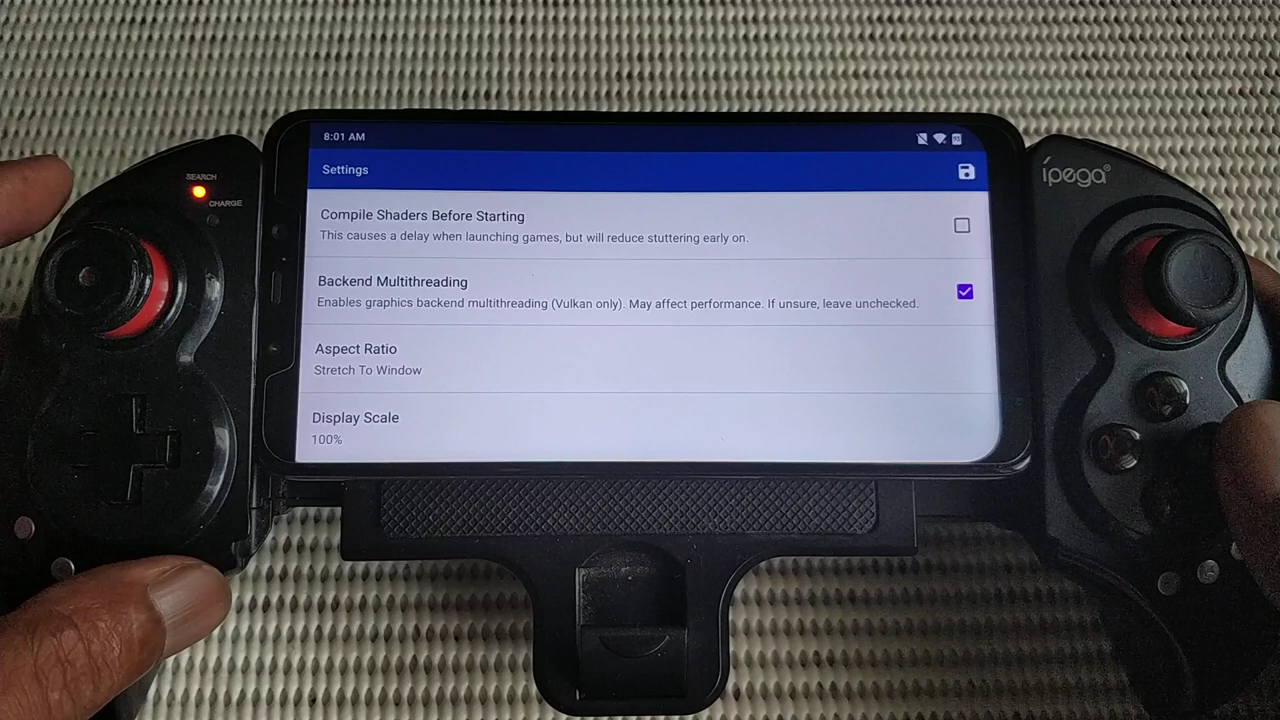 8:01 AM
Settings
SEARCH
CHARGE
ípega®
Compile Shaders Before Starting
This causes a delay when launching games, but will reduce stuttering early on.
Backend Multithreading
Enables graphics backend multithreading (Vulkan only). May affect performance. If unsure, leave unchecked.
Aspect Ratio
Stretch To Window
Display Scale
100%